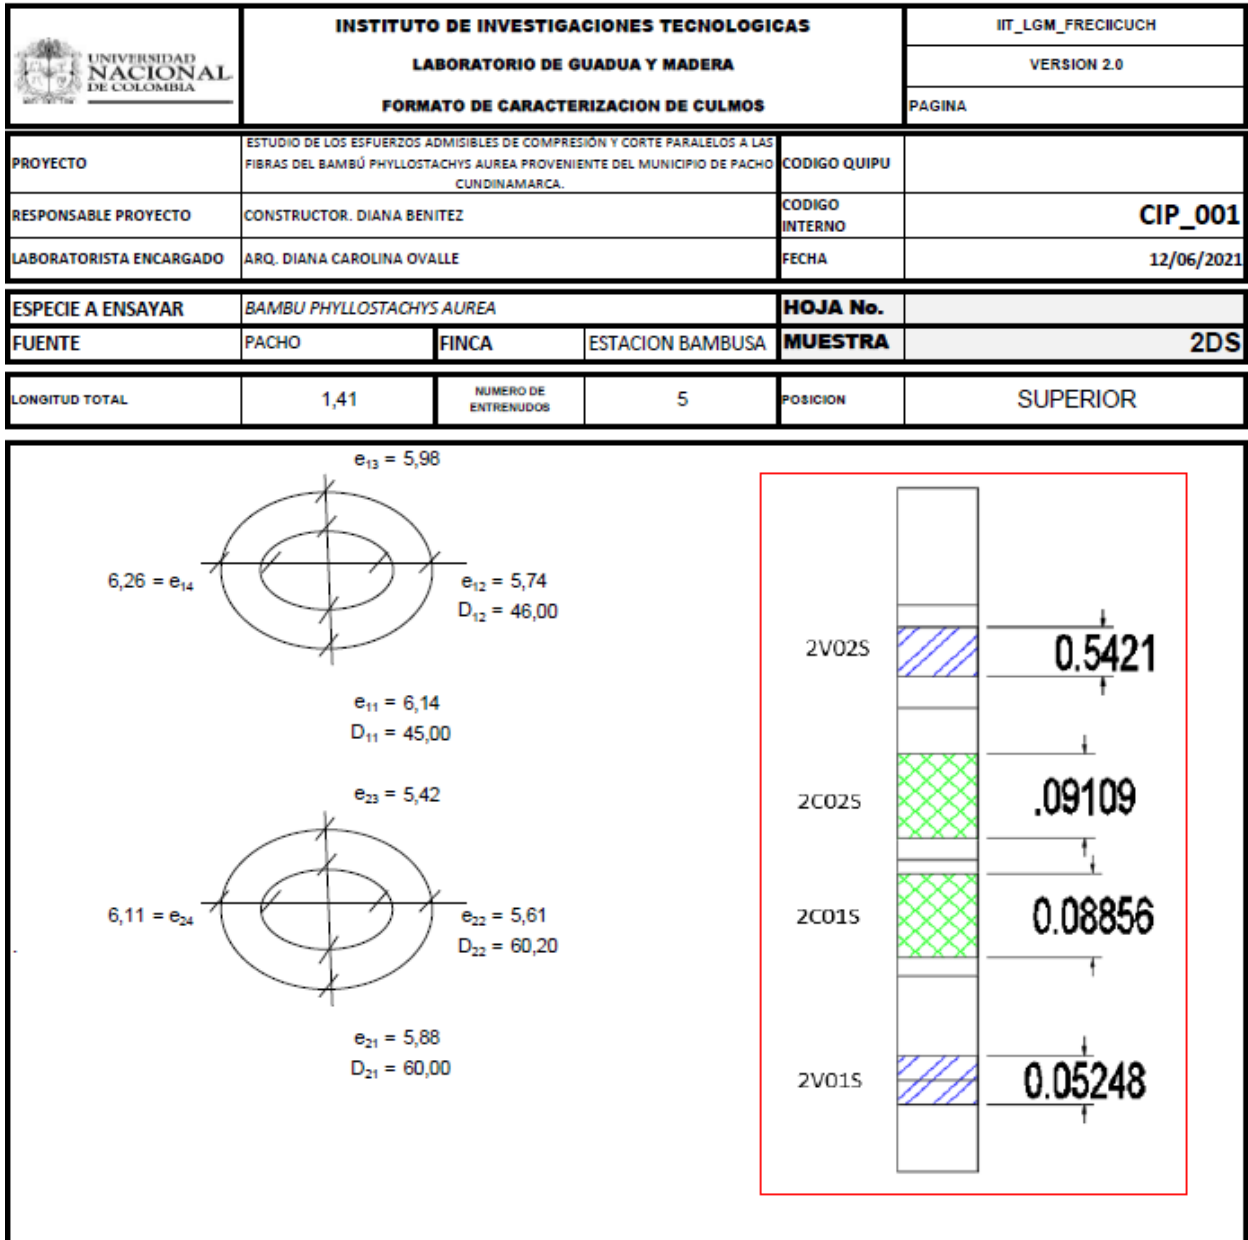 UNIVERSIDAD
NACIONAL
DE COLOMBIA
INSTITUTO DE INVESTIGACIONES TECNOLOGICAS
LABORATORIO DE GUADUA Y MADERA
FORMATO DE CARACTERIZACION DE CULMOS
IIT_LGM_FRECIICUCH
VERSION 2.0
PAGINA
PROYECTO
ESTUDIO DE LOS ESFUERZOS ADMISIBLES DE COMPRESIÓN Y CORTE PARALELOS A LAS
FIBRAS DEL BAMBÚ PHYLLOSTACHYS AUREA PROVENIENTE DEL MUNICIPIO DE PACHO
CUNDINAMARCA.
CODIGO QUIPU
RESPONSABLE PROYECTO
CONSTRUCTOR. DIANA BENITEZ
CODIGO
INTERNO
CIP_001
LABORATORISTA ENCARGADO
ARQ. DIANA CAROLINA OVALLE
FECHA
12/06/2021
ESPECIE A ENSAYAR
BAMBU PHYLLOSTACHYS AUREA
HOJA No.
FUENTE
PACHO
FINCA
ESTACION BAMBUSA
MUESTRA
2DS
LONGITUD TOTAL
1,41
NUMERO DE
ENTRENUDOS
5
POSICION
SUPERIOR
e₁₃ = 5,98
6,26 = e₁₄
e₁₂ = 5,74
D₁₂ = 46,00
e₁₁ = 6,14
D₁₁ = 45,00
e₂₃ = 5,42
6,11 = e₂₄
e₂₂ = 5,61
D₂₂ = 60,20
e₂₁ = 5,88
D₂₁ = 60,00
2V02S
0.5421
2C02S
.09109
2C01S
0.08856
2V01S
0.05248